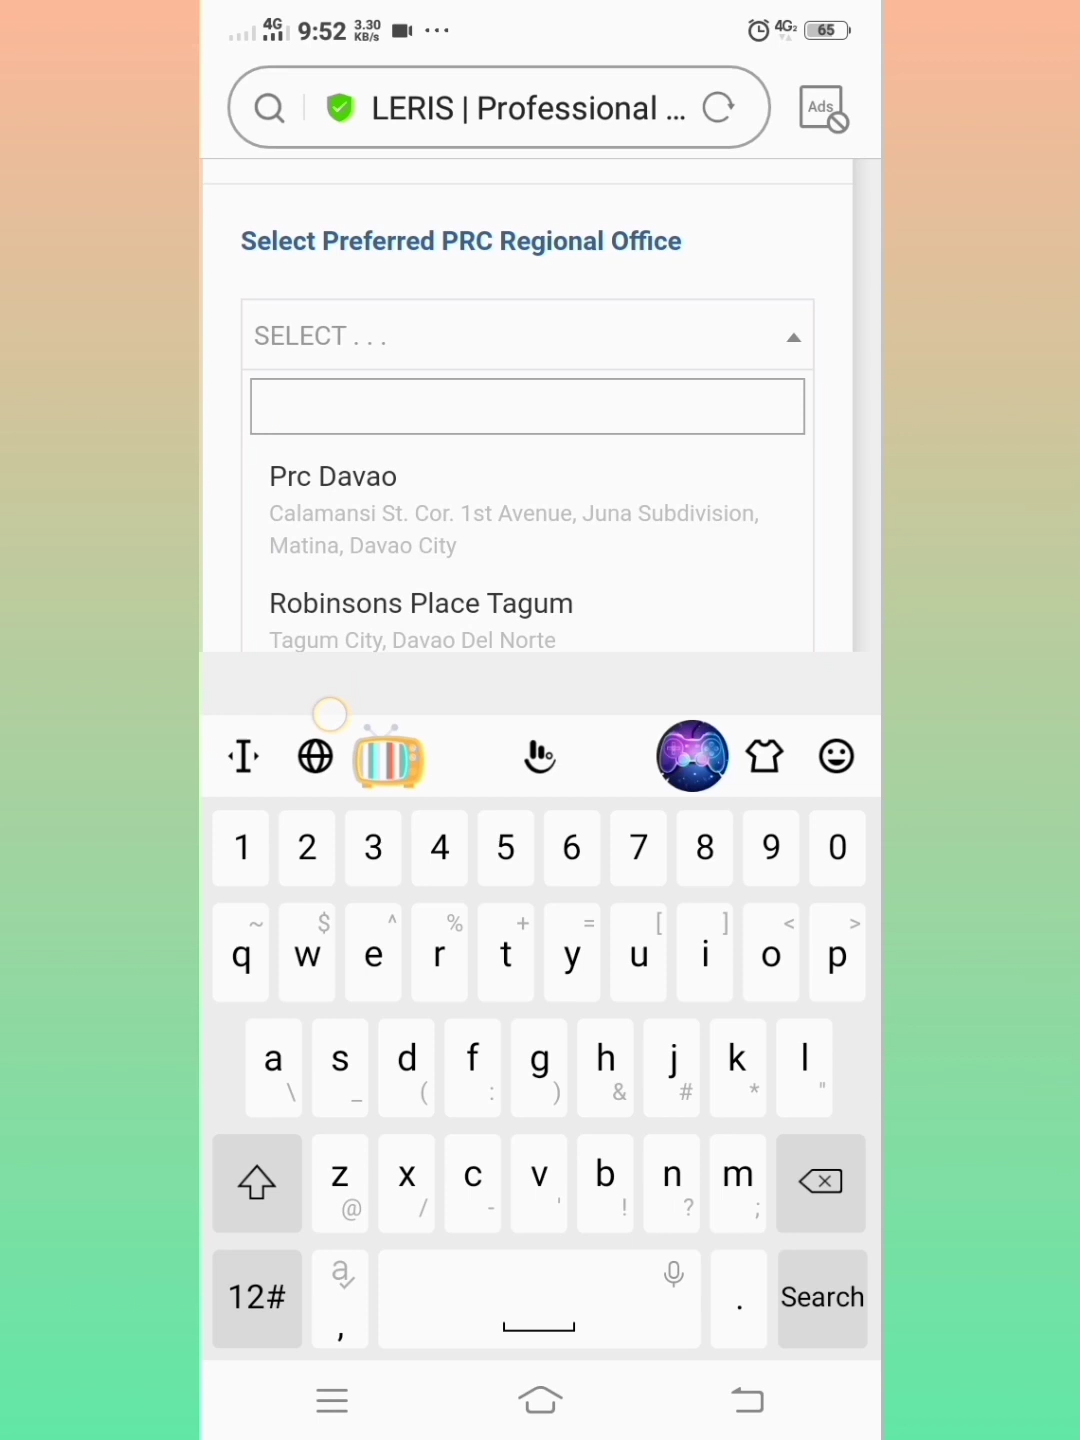 4G 9:52 3.30 KB/s ... 4G2 65
LERIS | Professional ... Ads
Select Preferred PRC Regional Office
SELECT . . .
Prc Davao
Calamansi St. Cor. 1st Avenue, Juna Subdivision,
Matina, Davao City
Robinsons Place Tagum
Tagum City, Davao Del Norte
1 2 3 4 5 6 7 8 9 0
~ $ ^ % + = [ ] < >
q w e r t y u i o p
a s d f g h j k l
\ _ ( : ) & # * "
z x c v b n m
@ / - ' ! ? ;
12# a , . Search